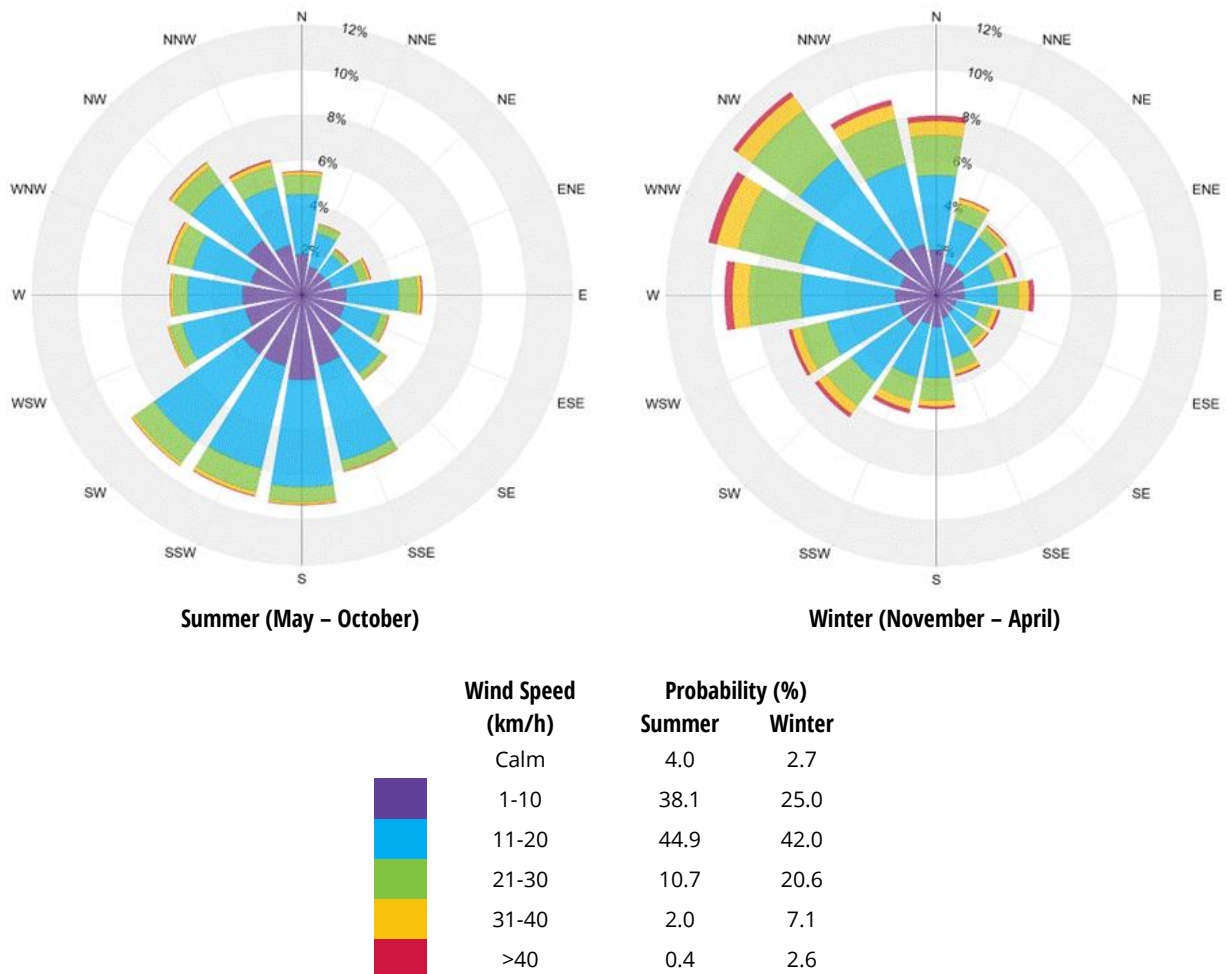 N N
NNW 12% NNE NNW 12% NNE
10% 10%
NW NE NW NE
8% 8%
6% 6%
WNW ENE WNW ENE
4% 4%
2% 2%
W E W E
WSW ESE WSW ESE
SW SE SW SE
SSW SSE SSW SSE
S S
Summer (May – October) Winter (November – April)
Wind Speed Probability (%)
(km/h) Summer Winter
Calm 4.0 2.7
1-10 38.1 25.0
11-20 44.9 42.0
21-30 10.7 20.6
31-40 2.0 7.1
>40 0.4 2.6